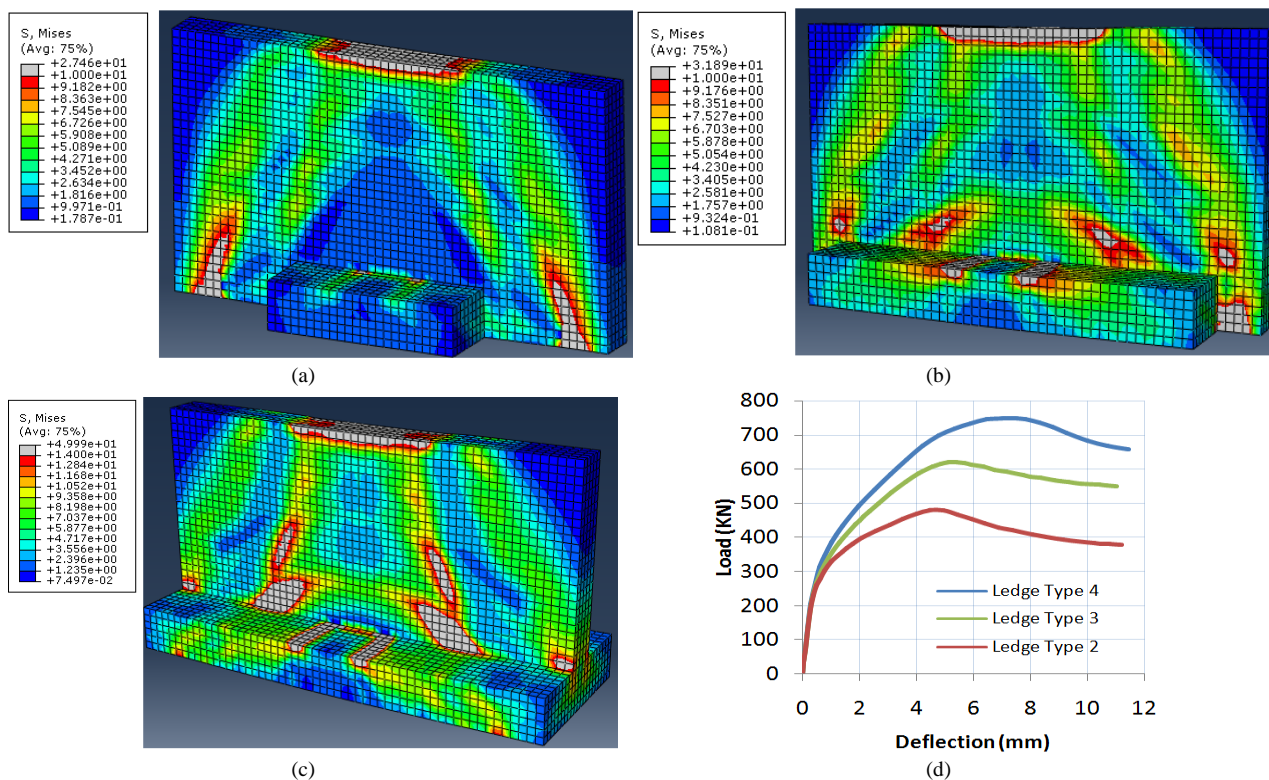 S, Mises
(Avg: 75%)
+2.746e+01
+1.000e+01
+9.182e+00
+8.363e+00
+7.545e+00
+6.726e+00
+5.908e+00
+5.089e+00
+4.271e+00
+3.452e+00
+2.634e+00
+1.816e+00
+9.971e-01
+1.787e-01
(a)
S, Mises
(Avg: 75%)
+3.189e+01
+1.000e+01
+9.176e+00
+8.351e+00
+7.527e+00
+6.703e+00
+5.878e+00
+5.054e+00
+4.230e+00
+3.405e+00
+2.581e+00
+1.757e+00
+9.324e-01
+1.081e-01
(b)
S, Mises
(Avg: 75%)
+4.999e+01
+1.400e+01
+1.284e+01
+1.168e+01
+1.052e+01
+9.358e+00
+8.198e+00
+7.037e+00
+5.877e+00
+4.717e+00
+3.556e+00
+2.396e+00
+1.235e+00
+7.497e-02
(c)
800
700
600
500
400
300
200
100
0
Load (KN)
Ledge Type 4
Ledge Type 3
Ledge Type 2
0 2 4 6 8 10 12
Deflection (mm)
(d)